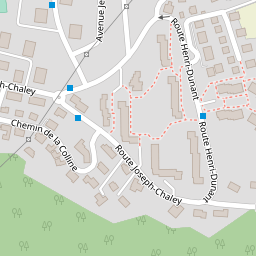 Avenue Je
Route Henri-Dunant
h-Chaley
Chemin de la Colline
Route Joseph-Chaley
Route Henri-Dunant